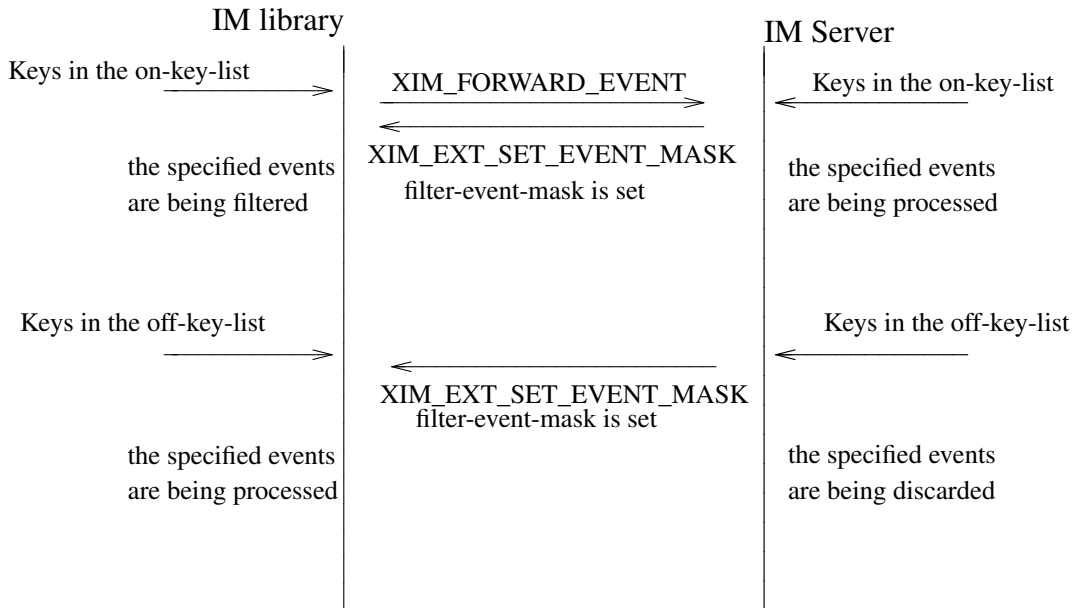 IM library
IM Server
Keys in the on-key-list
XIM_FORWARD_EVENT
Keys in the on-key-list
XIM_EXT_SET_EVENT_MASK
filter-event-mask is set
the specified events
are being filtered
the specified events
are being processed
Keys in the off-key-list
Keys in the off-key-list
XIM_EXT_SET_EVENT_MASK
filter-event-mask is set
the specified events
are being processed
the specified events
are being discarded